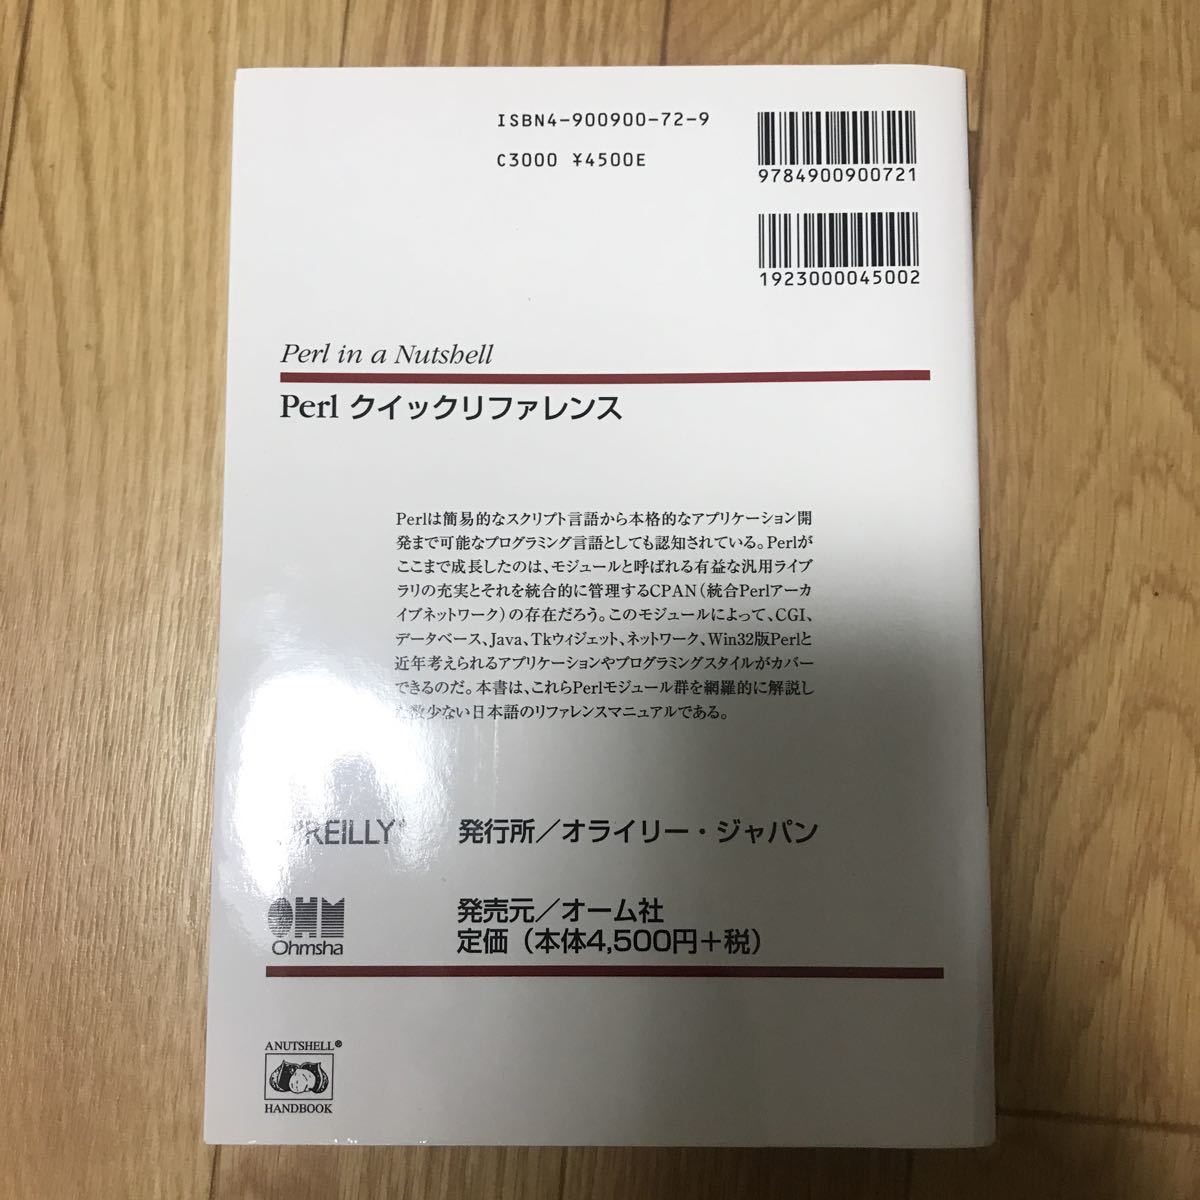 ISBN4-900900-72-9
C3000 ¥4500E
9784900900721
1923000045002
Perl in a Nutshell
Perl クイックリファレンス
Perlは簡易的なスクリプト言語から本格的なアプリケーション開
発まで可能なプログラミング言語としても認知されている。Perlが
ここまで成長したのは、モジュールと呼ばれる有益な汎用ライブ
ラリの充実とそれを統合的に管理するCPAN(統合Perlアーカ
イブネットワーク)の存在だろう。このモジュールによって、CGI、
データベース、Java、Tkウィジェット、ネットワーク、Win32版Perlと
近年考えられるアプリケーションやプログラミングスタイルがカバー
できるのだ。本書は、これらPerlモジュール群を網羅的に解説し
た数少ない日本語のリファレンスマニュアルである。
O'REILLY® 発行所／オライリー・ジャパン
OHM
Ohmsha
発売元／オーム社
定価（本体4,500円＋税）
A NUTSHELL®
HANDBOOK